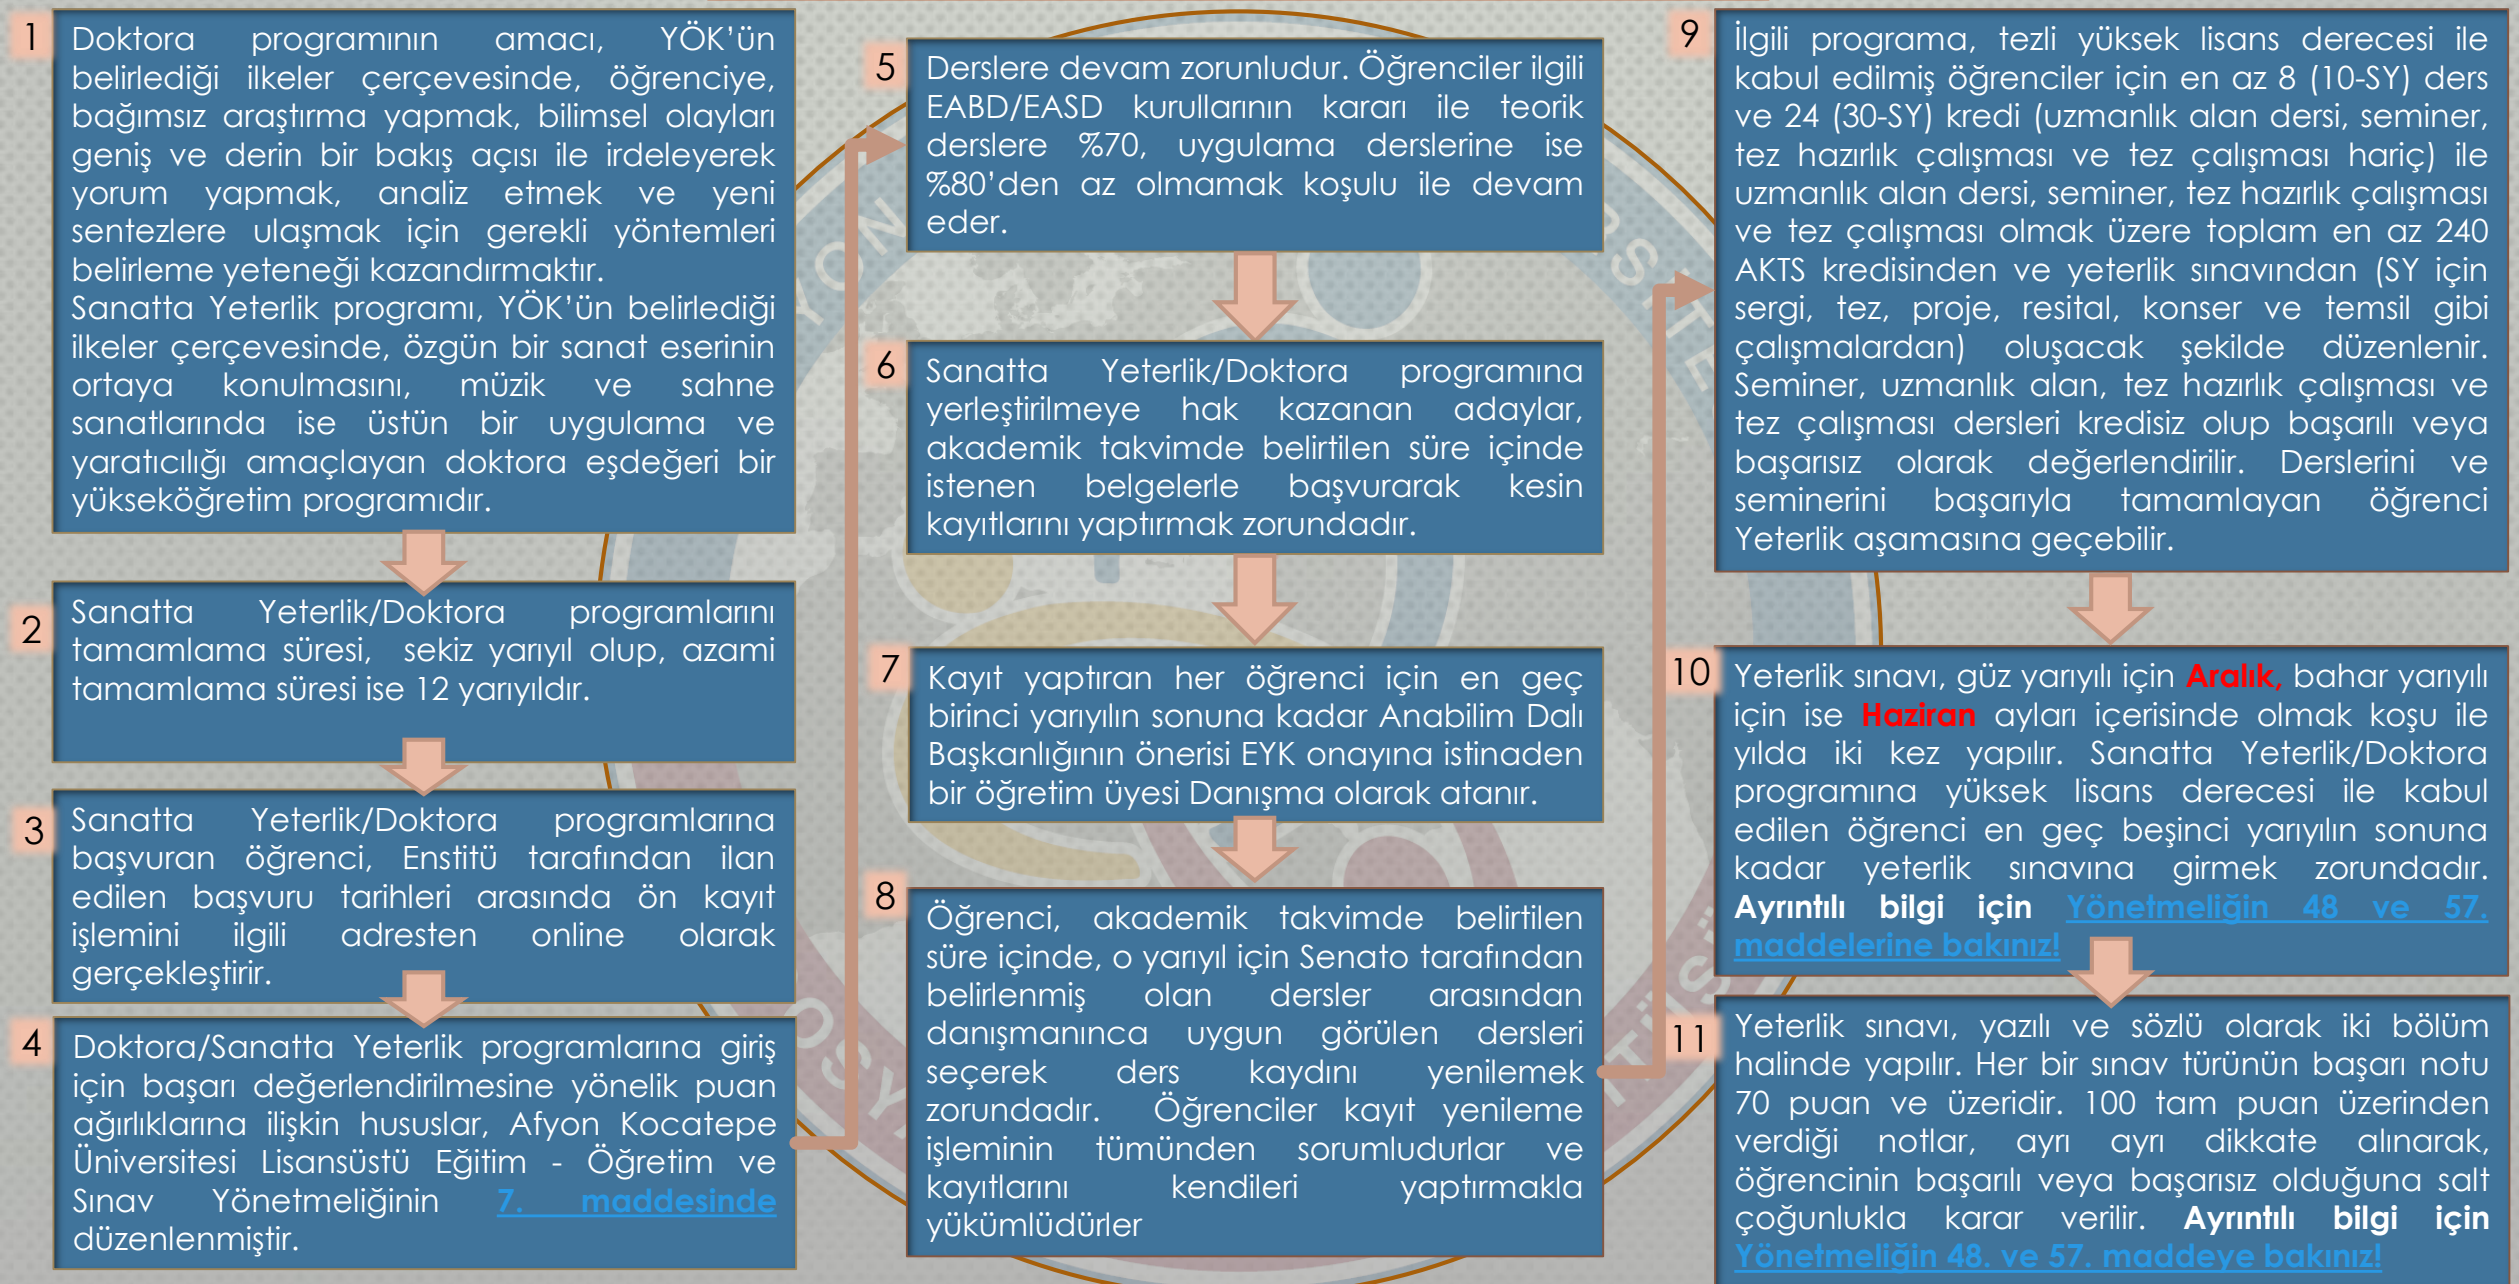 1
Doktora programının amacı, YÖK’ün
belirlediği ilkeler çerçevesinde, öğrenciye,
bağımsız araştırma yapmak, bilimsel olayları
geniş ve derin bir bakış açısı ile irdeleyerek
yorum yapmak, analiz etmek ve yeni
sentezlere ulaşmak için gerekli yöntemleri
belirleme yeteneği kazandırmaktır.
Sanatta Yeterlik programı, YÖK’ün belirlediği
ilkeler çerçevesinde, özgün bir sanat eserinin
ortaya konulmasını, müzik ve sahne
sanatlarında ise üstün bir uygulama ve
yaratıcılığı amaçlayan doktora eşdeğeri bir
yükseköğretim programıdır.
2
Sanatta Yeterlik/Doktora programlarını
tamamlama süresi, sekiz yarıyıl olup, azami
tamamlama süresi ise 12 yarıyıldır.
3
Sanatta Yeterlik/Doktora programlarına
başvuran öğrenci, Enstitü tarafından ilan
edilen başvuru tarihleri arasında ön kayıt
işlemini ilgili adresten online olarak
gerçekleştirir.
4
Doktora/Sanatta Yeterlik programlarına giriş
için başarı değerlendirilmesine yönelik puan
ağırlıklarına ilişkin hususlar, Afyon Kocatepe
Üniversitesi Lisansüstü Eğitim - Öğretim ve
Sınav Yönetmeliğinin 7. maddesinde
düzenlenmiştir.
5
Derslere devam zorunludur. Öğrenciler ilgili
EABD/EASD kurullarının kararı ile teorik
derslere %70, uygulama derslerine ise
%80’den az olmamak koşulu ile devam
eder.
6
Sanatta Yeterlik/Doktora programına
yerleştirilmeye hak kazanan adaylar,
akademik takvimde belirtilen süre içinde
istenen belgelerle başvurarak kesin
kayıtlarını yaptırmak zorundadır.
7
Kayıt yaptıran her öğrenci için en geç
birinci yarıyılın sonuna kadar Anabilim Dalı
Başkanlığının önerisi EYK onayına istinaden
bir öğretim üyesi Danışma olarak atanır.
8
Öğrenci, akademik takvimde belirtilen
süre içinde, o yarıyıl için Senato tarafından
belirlenmiş olan dersler arasından
danışmanınca uygun görülen dersleri
seçerek ders kaydını yenilemek
zorundadır. Öğrenciler kayıt yenileme
işleminin tümünden sorumludurlar ve
kayıtlarını kendileri yaptırmakla
yükümlüdürler
9
İlgili programa, tezli yüksek lisans derecesi ile
kabul edilmiş öğrenciler için en az 8 (10-SY) ders
ve 24 (30-SY) kredi (uzmanlık alan dersi, seminer,
tez hazırlık çalışması ve tez çalışması hariç) ile
uzmanlık alan dersi, seminer, tez hazırlık çalışması
ve tez çalışması olmak üzere toplam en az 240
AKTS kredisinden ve yeterlik sınavından (SY için
sergi, tez, proje, resital, konser ve temsil gibi
çalışmalardan) oluşacak şekilde düzenlenir.
Seminer, uzmanlık alan, tez hazırlık çalışması ve
tez çalışması dersleri kredisiz olup başarılı veya
başarısız olarak değerlendirilir. Derslerini ve
seminerini başarıyla tamamlayan öğrenci
Yeterlik aşamasına geçebilir.
10
Yeterlik sınavı, güz yarıyılı için Aralık, bahar yarıyılı
için ise Haziran ayları içerisinde olmak koşu ile
yılda iki kez yapılır. Sanatta Yeterlik/Doktora
programına yüksek lisans derecesi ile kabul
edilen öğrenci en geç beşinci yarıyılın sonuna
kadar yeterlik sınavına girmek zorundadır.
Ayrıntılı bilgi için Yönetmeliğin 48 ve 57.
maddelerine bakınız!
11
Yeterlik sınavı, yazılı ve sözlü olarak iki bölüm
halinde yapılır. Her bir sınav türünün başarı notu
70 puan ve üzeridir. 100 tam puan üzerinden
verdiği notlar, ayrı ayrı dikkate alınarak,
öğrencinin başarılı veya başarısız olduğuna salt
çoğunlukla karar verilir. Ayrıntılı bilgi için
Yönetmeliğin 48. ve 57. maddeye bakınız!